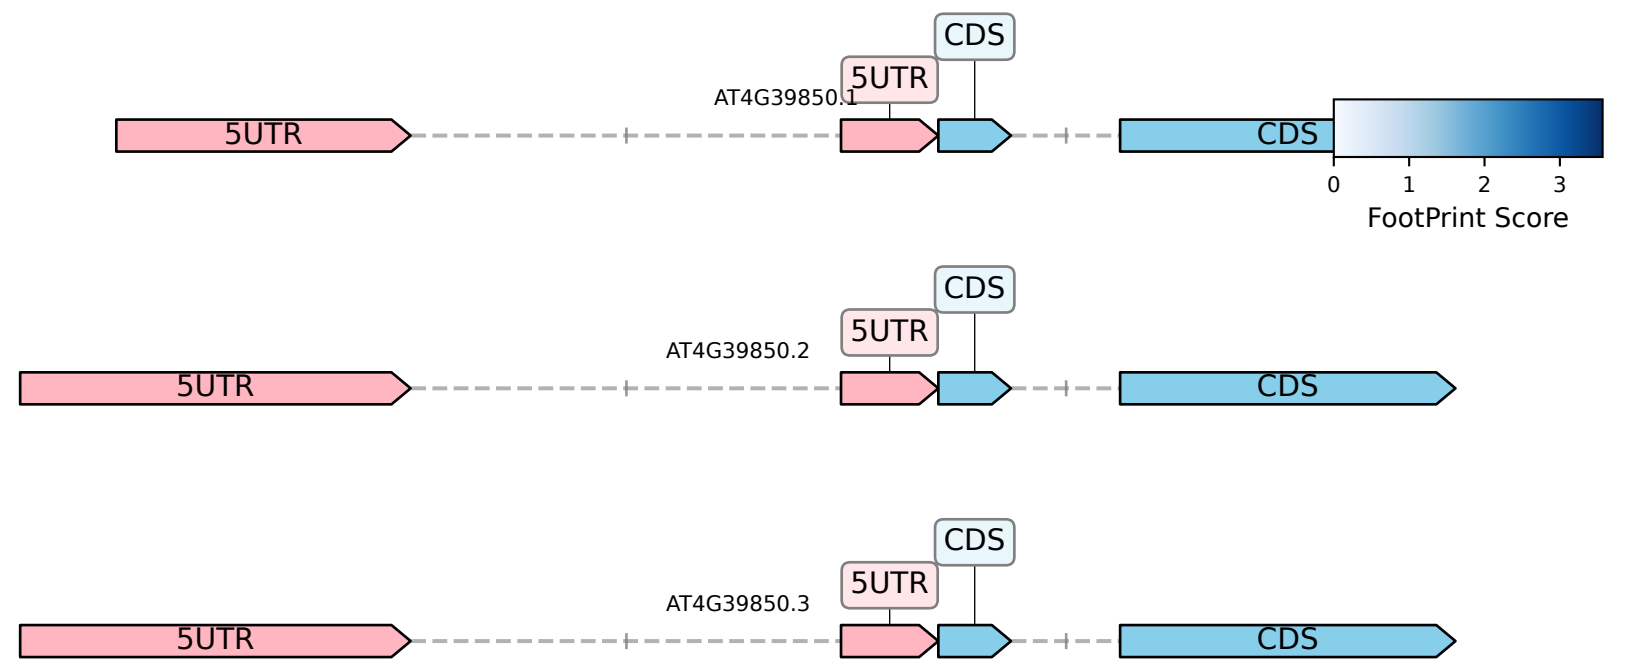 CDS
5UTR
AT4G39850.1
5UTR
CDS
0 1 2 3
FootPrint Score
CDS
5UTR
AT4G39850.2
5UTR
CDS
CDS
5UTR
AT4G39850.3
5UTR
CDS